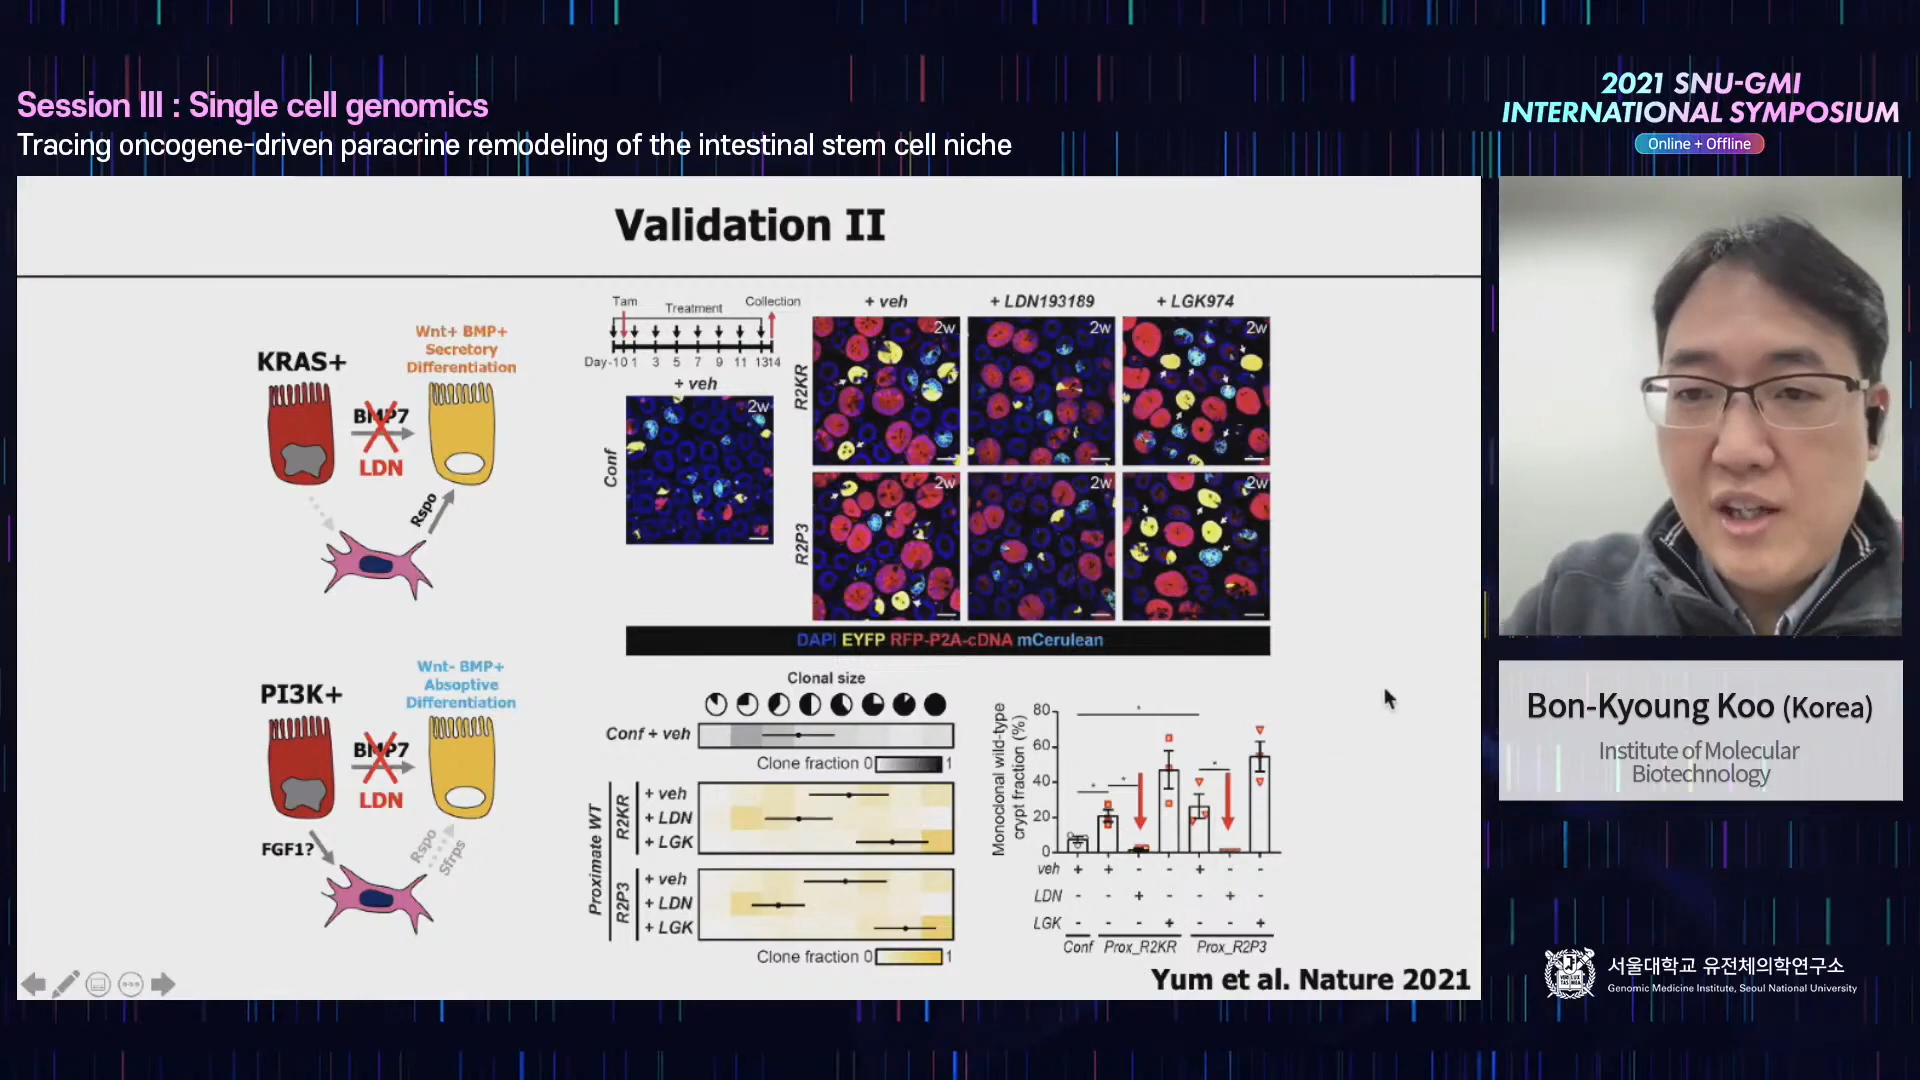 Session III : Single cell genomics
Tracing oncogene-driven paracrine remodeling of the intestinal stem cell niche
2021 SNU-GMI
INTERNATIONAL SYMPOSIUM
Online + Offline
Validation II
KRAS+
Wnt+ BMP+
Secretory
Differentiation
BMP7
LDN
Rspo
PI3K+
Wnt- BMP+
Absoptive
Differentiation
BMP7
LDN
FGF1?
Rspo
Sfrps
Tam
Treatment
Collection
Day -1 0 1 3 5 7 9 11 13 14
+ veh
Conf
2w
+ veh
+ LDN193189
+ LGK974
R2KR
2w
2w
2w
R2P3
2w
2w
2w
DAPI EYFP RFP-P2A-cDNA mCerulean
Clonal size
Conf + veh
Clone fraction 0 1
Proximate WT
R2KR
+ veh
+ LDN
+ LGK
R2P3
+ veh
+ LDN
+ LGK
Clone fraction 0 1
Monoclonal wild-type
crypt fraction (%)
80
60
40
20
0
* * * * 
veh + + - - + - -
LDN - - + - - + -
LGK - - - + - - +
Conf Prox_R2KR Prox_R2P3
Yum et al. Nature 2021
Bon-Kyoung Koo (Korea)
Institute of Molecular
Biotechnology
서울대학교 유전체의학연구소
Genomic Medicine Institute, Seoul National University